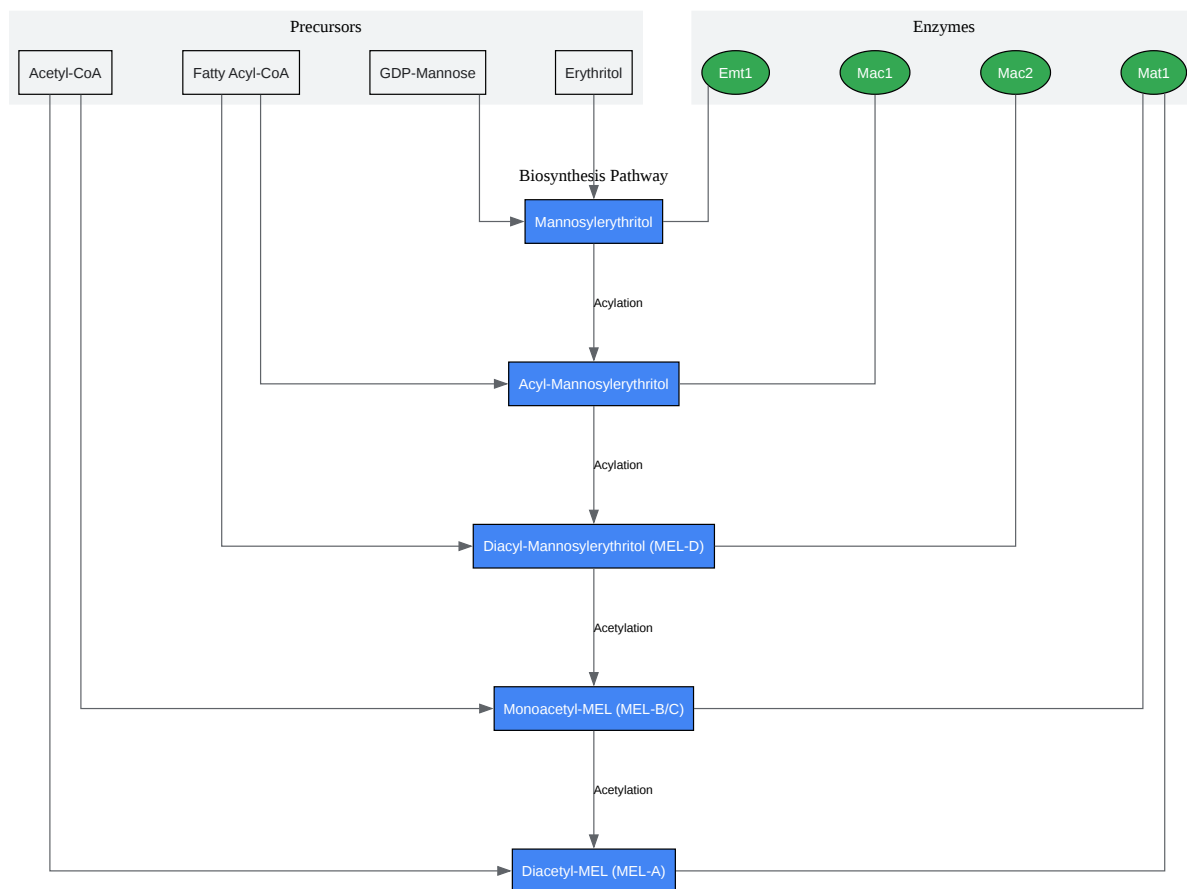 Precursors
Enzymes
Acetyl-CoA
Fatty Acyl-CoA
GDP-Mannose
Erythritol
Emt1
Mac1
Mac2
Mat1
Biosynthesis Pathway
Mannosylerythritol
Acylation
Acyl-Mannosylerythritol
Acylation
Diacyl-Mannosylerythritol (MEL-D)
Acetylation
Monoacetyl-MEL (MEL-B/C)
Acetylation
Diacetyl-MEL (MEL-A)